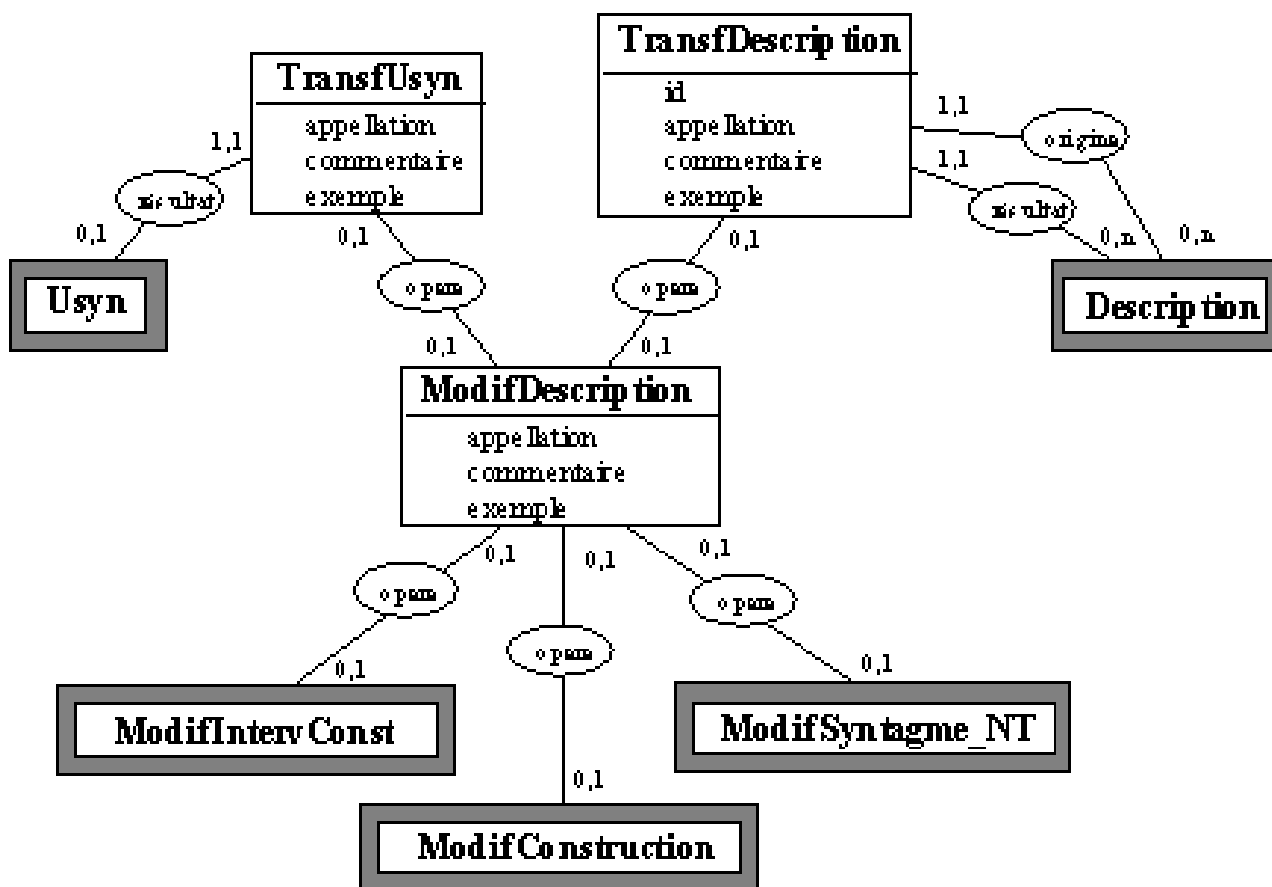 TransfUsyn
appellation
commentaire
exemple
TransfDescription
id
appellation
commentaire
exemple
1,1
origine
1,1
1,1
résultat
résultat
0,1
0,1
0,1
0,n
0,n
Usyn
opère
opère
Description
0,1
0,1
ModifDescription
appellation
commentaire
exemple
0,1
0,1
0,1
opère
opère
opère
0,1
0,1
ModifIntervConst
ModifSyntagme_NT
0,1
ModifConstruction